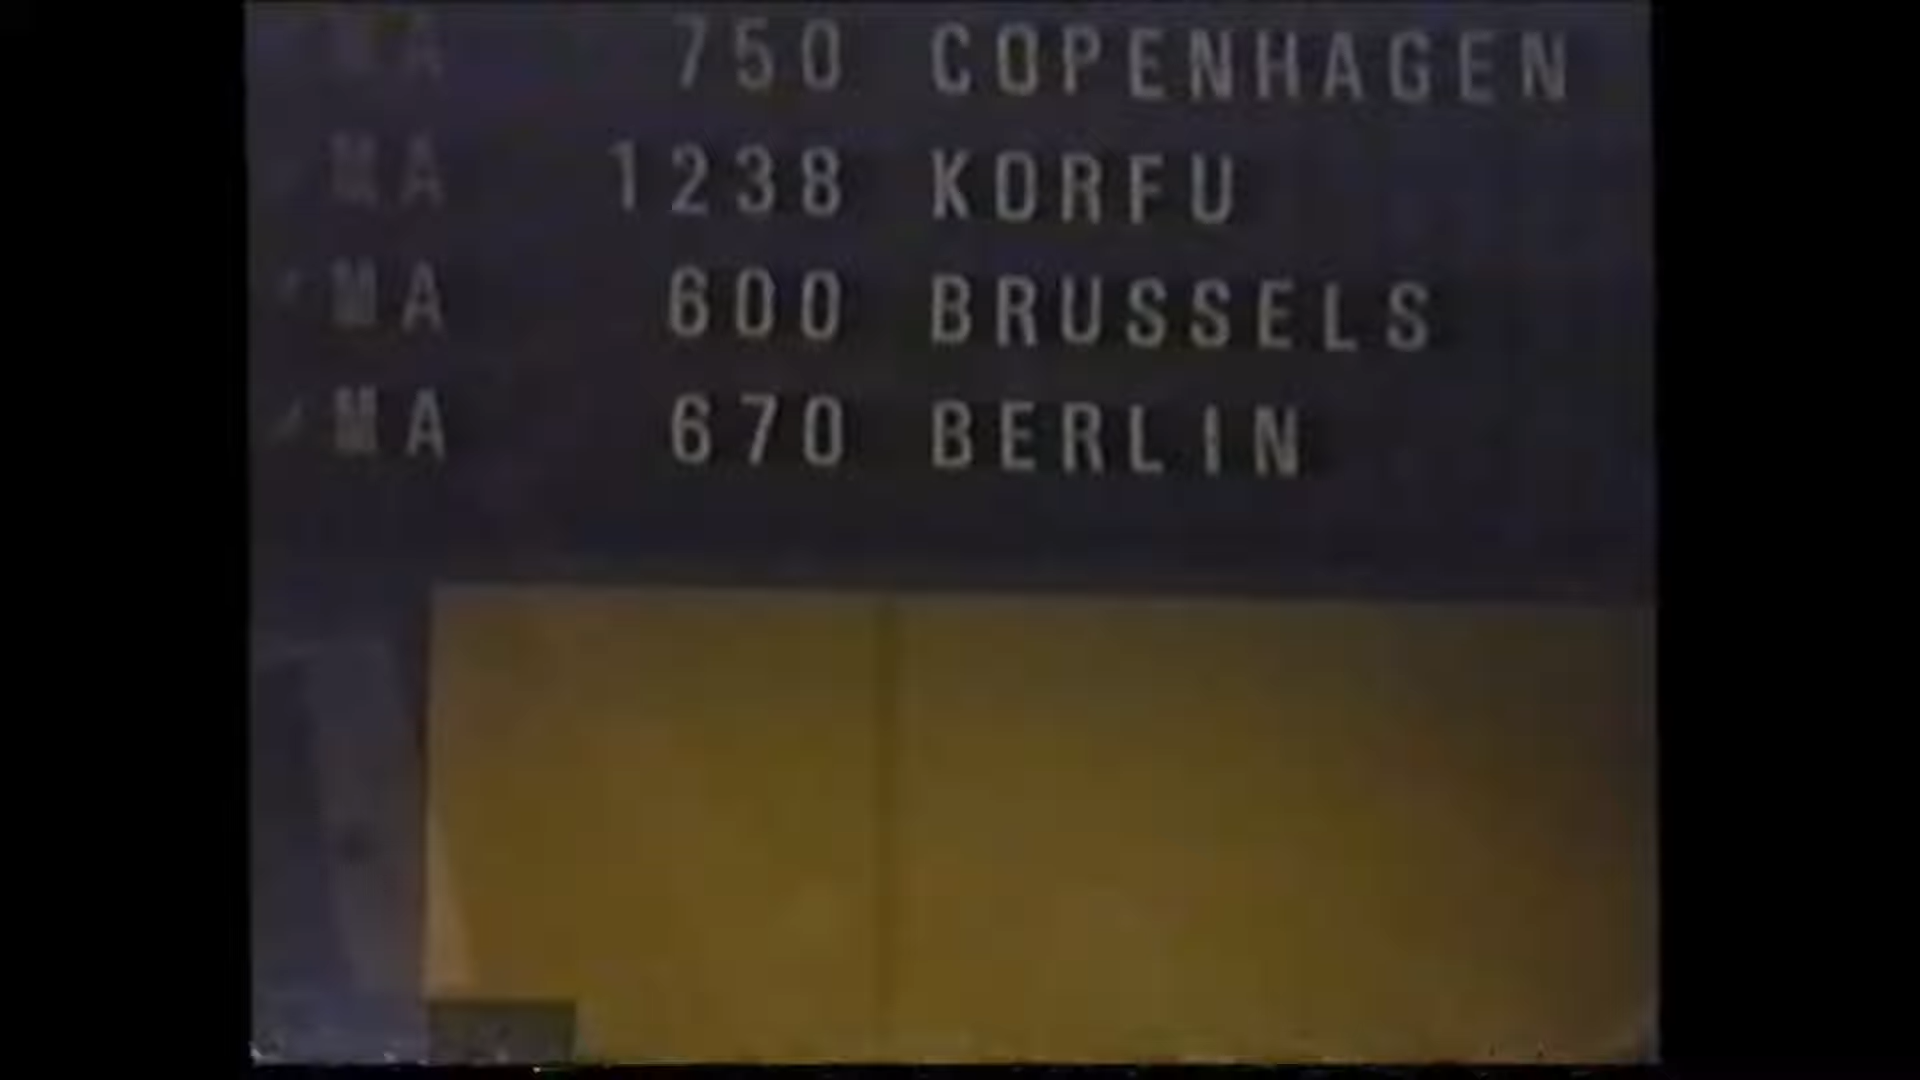 MA 750 COPENHAGEN
MA 1238 KORFU
MA 600 BRUSSELS
MA 670 BERLIN